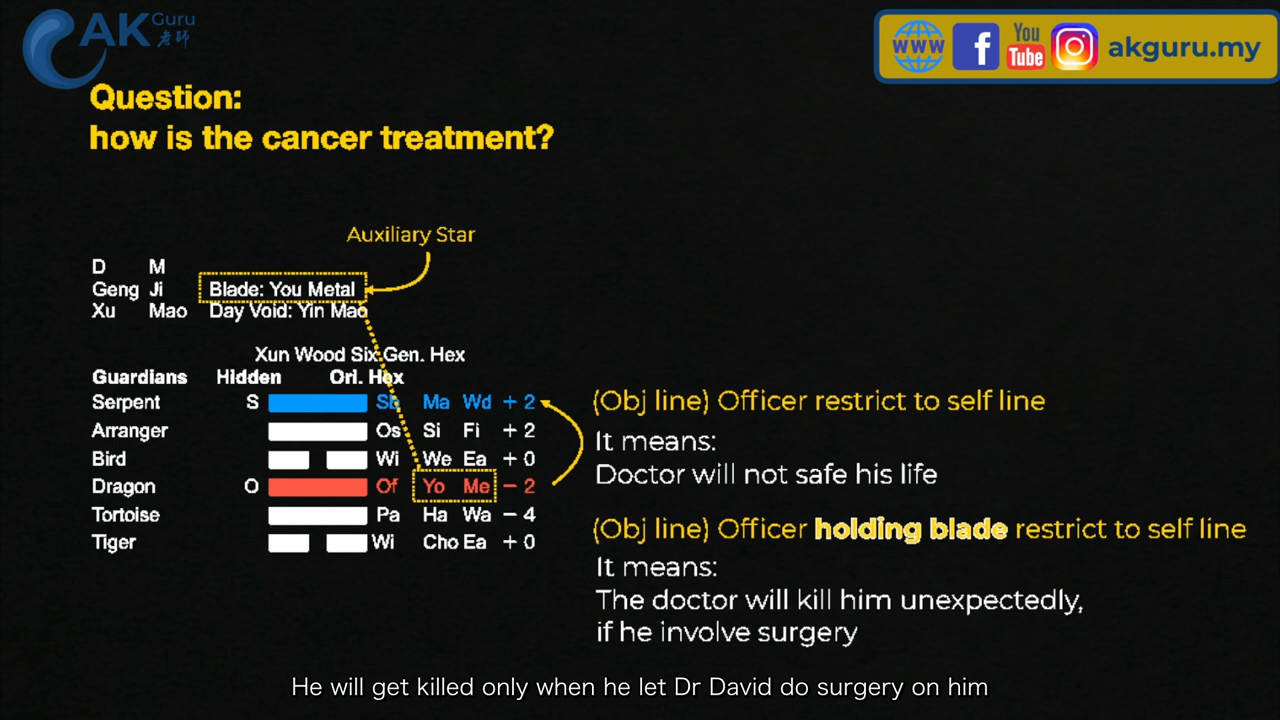 AK Guru
老師
www f You Tube akguru.my
Question:
how is the cancer treatment?
Auxiliary Star
D M
Geng Ji Blade: You Metal
Xu Mao Day Void: Yin Mao
Xun Wood Six Gen. Hex
Guardians Hidden Ori. Hex
Serpent S Sb Ma Wd + 2
Arranger Os Si Fi + 2
Bird Wi We Ea + 0
Dragon O Of Yo Me − 2
Tortoise Pa Ha Wa − 4
Tiger Wi Cho Ea + 0
(Obj line) Officer restrict to self line
It means:
Doctor will not safe his life
(Obj line) Officer holding blade restrict to self line
It means:
The doctor will kill him unexpectedly,
if he involve surgery
He will get killed only when he let Dr David do surgery on him